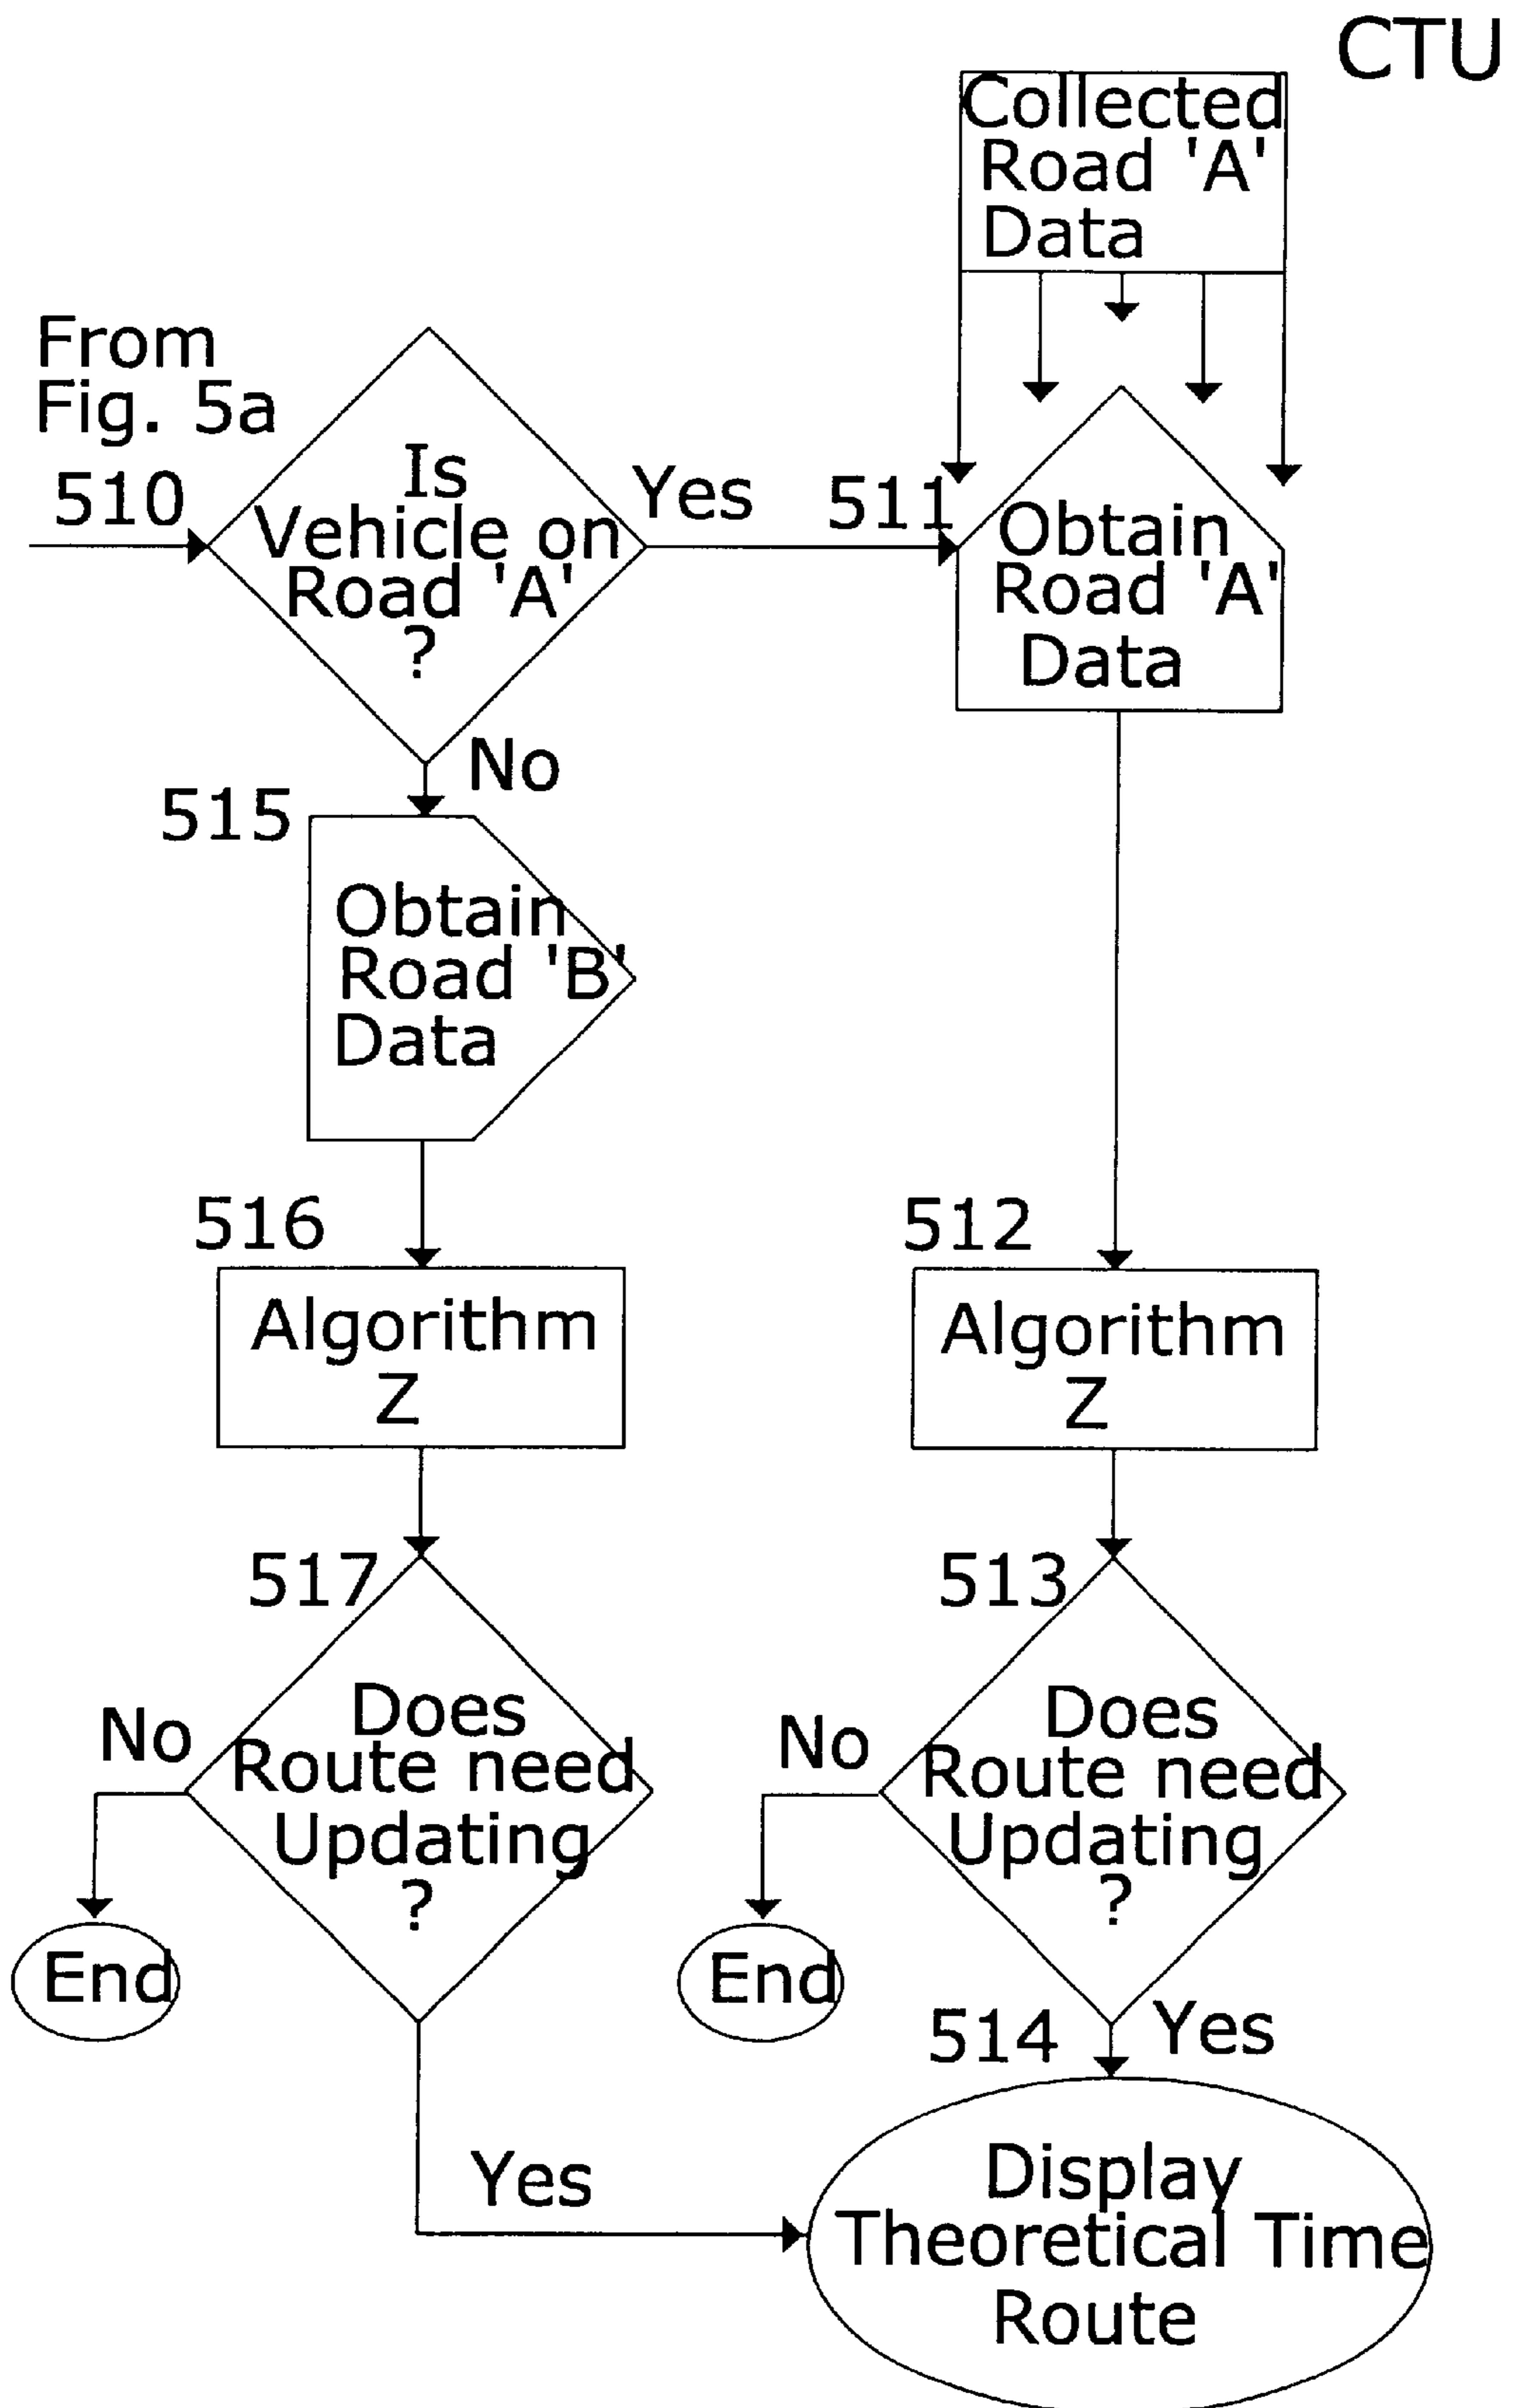 CTU
Collected
Road 'A'
Data
From
Fig. 5a
510
Is
Vehicle on
Road 'A'
?
Yes
511
Obtain
Road 'A'
Data
No
515
Obtain
Road 'B'
Data
516
Algorithm
Z
512
Algorithm
Z
517
Does
Route need
Updating
?
No
End
513
Does
Route need
Updating
?
No
End
514
Yes
Yes
Display
Theoretical Time
Route